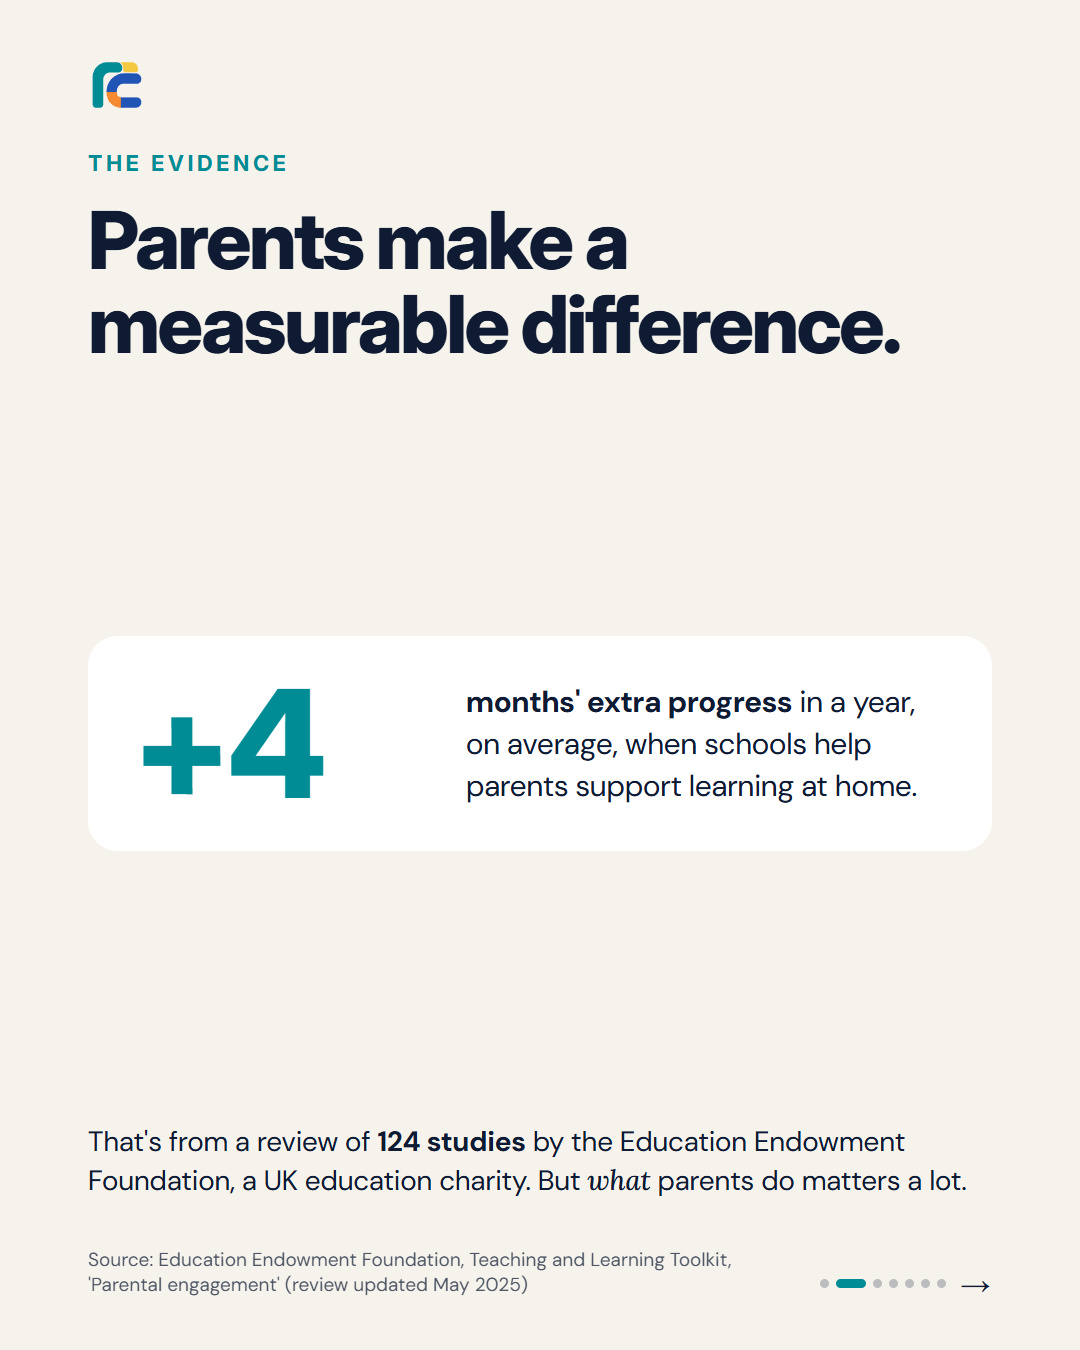 THE EVIDENCE
Parents make a
measurable difference.
+4
months' extra progress in a year,
on average, when schools help
parents support learning at home.
That's from a review of 124 studies by the Education Endowment
Foundation, a UK education charity. But what parents do matters a lot.
Source: Education Endowment Foundation, Teaching and Learning Toolkit,
'Parental engagement' (review updated May 2025)
→